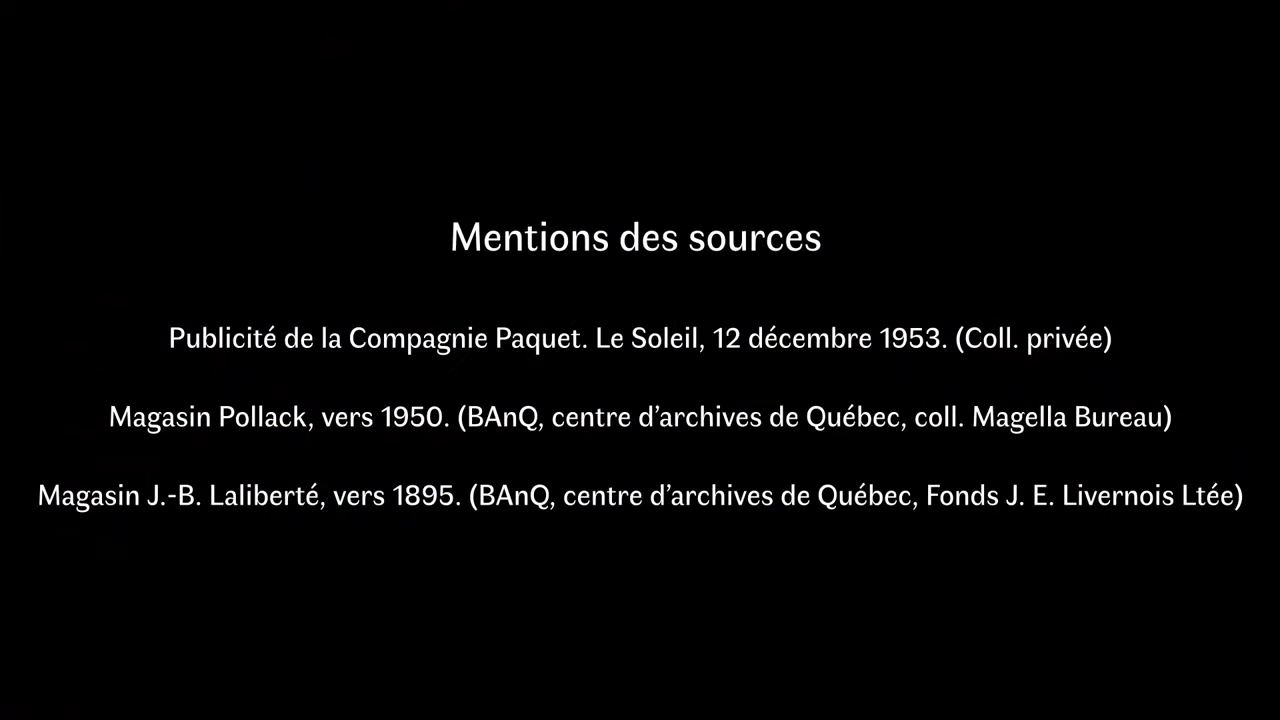 Mentions des sources
Publicité de la Compagnie Paquet. Le Soleil, 12 décembre 1953. (Coll. privée)
Magasin Pollack, vers 1950. (BAnQ, centre d’archives de Québec, coll. Magella Bureau)
Magasin J.-B. Laliberté, vers 1895. (BAnQ, centre d’archives de Québec, Fonds J. E. Livernois Ltée)